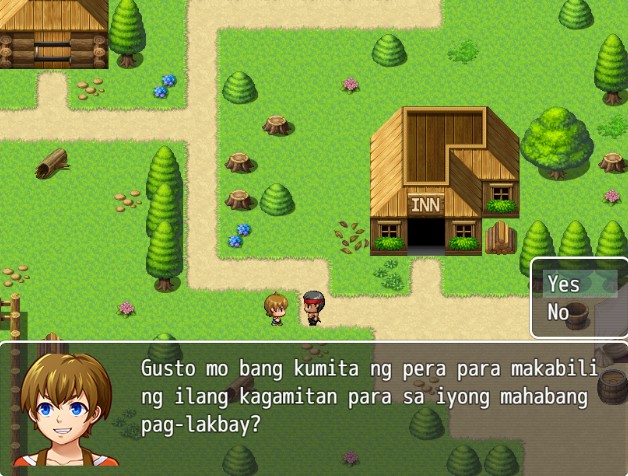 INN
Yes
No
Gusto mo bang kumita ng pera para makabili
ng ilang kagamitan para sa iyong mahabang
pag-lakbay?